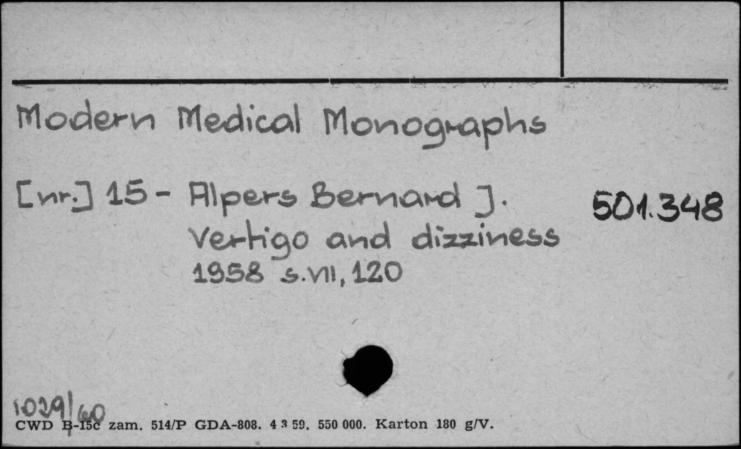 Modern Medical Monographs
[nr.] 15 - Alpers Bernard J. 501.348
Vertigo and dizziness
1958 s.VII, 120
1029/60
CWD B-15c zam. 514/P GDA-808. 4 3 59. 550 000. Karton 180 g/V.